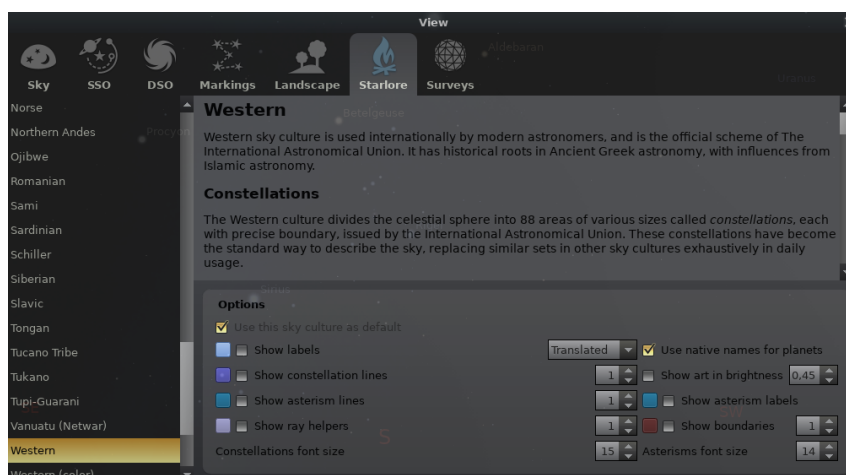 View
Sky SSO DSO Markings Landscape Starlore Surveys
Aldebaran
Norse
Northern Andes
Ojibwe
Romanian
Sami
Sardinian
Schiller
Siberian
Slavic
Tongan
Tucano Tribe
Tukano
Tupi-Guarani
Vanuatu (Netwar)
Western
Western (color)
Procyon
Betelgeuse
Western
Western sky culture is used internationally by modern astronomers, and is the official scheme of The
International Astronomical Union. It has historical roots in Ancient Greek astronomy, with influences from
Islamic astronomy.
Constellations
The Western culture divides the celestial sphere into 88 areas of various sizes called constellations, each
with precise boundary, issued by the International Astronomical Union. These constellations have become
the standard way to describe the sky, replacing similar sets in other sky cultures exhaustively in daily
usage.
Sirius
Options
Use this sky culture as default
Show labels Translated Use native names for planets
Show constellation lines 1 Show art in brightness 0,45
Show asterism lines 1 Show asterism labels
SE
SW
Show ray helpers 1 Show boundaries 1
S
Constellations font size 15 Asterisms font size 14